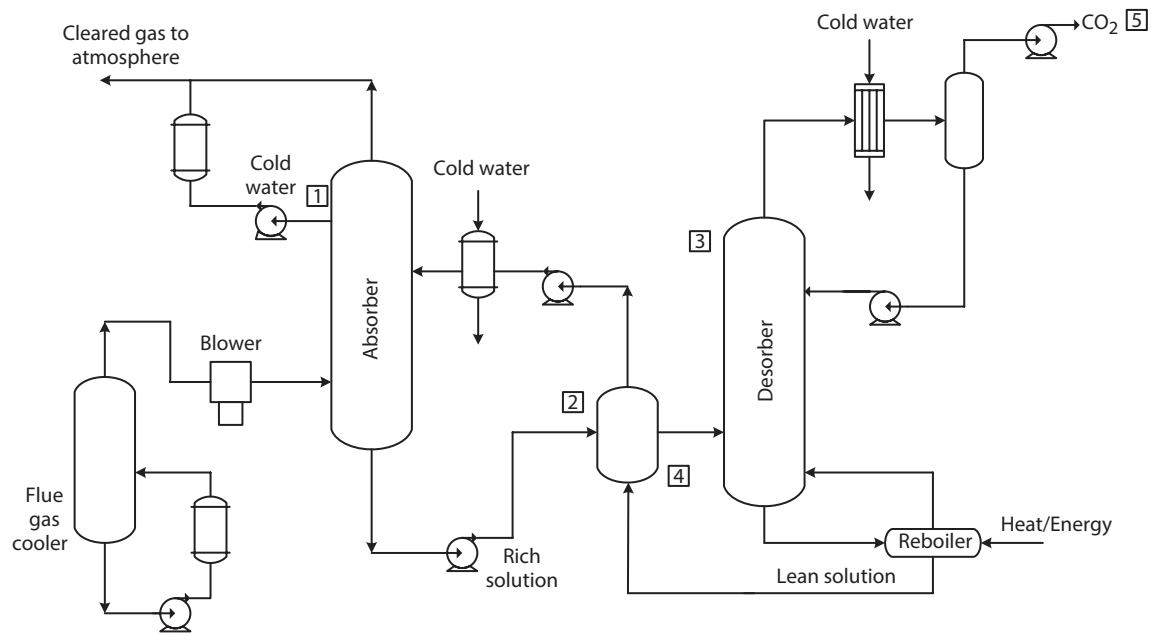 Cleared gas to
atmosphere
Cold
water
1
Absorber
Cold water
Blower
Flue
gas
cooler
2
4
Rich
solution
Cold water
CO2 5
3
Desorber
Reboiler
Heat/Energy
Lean solution